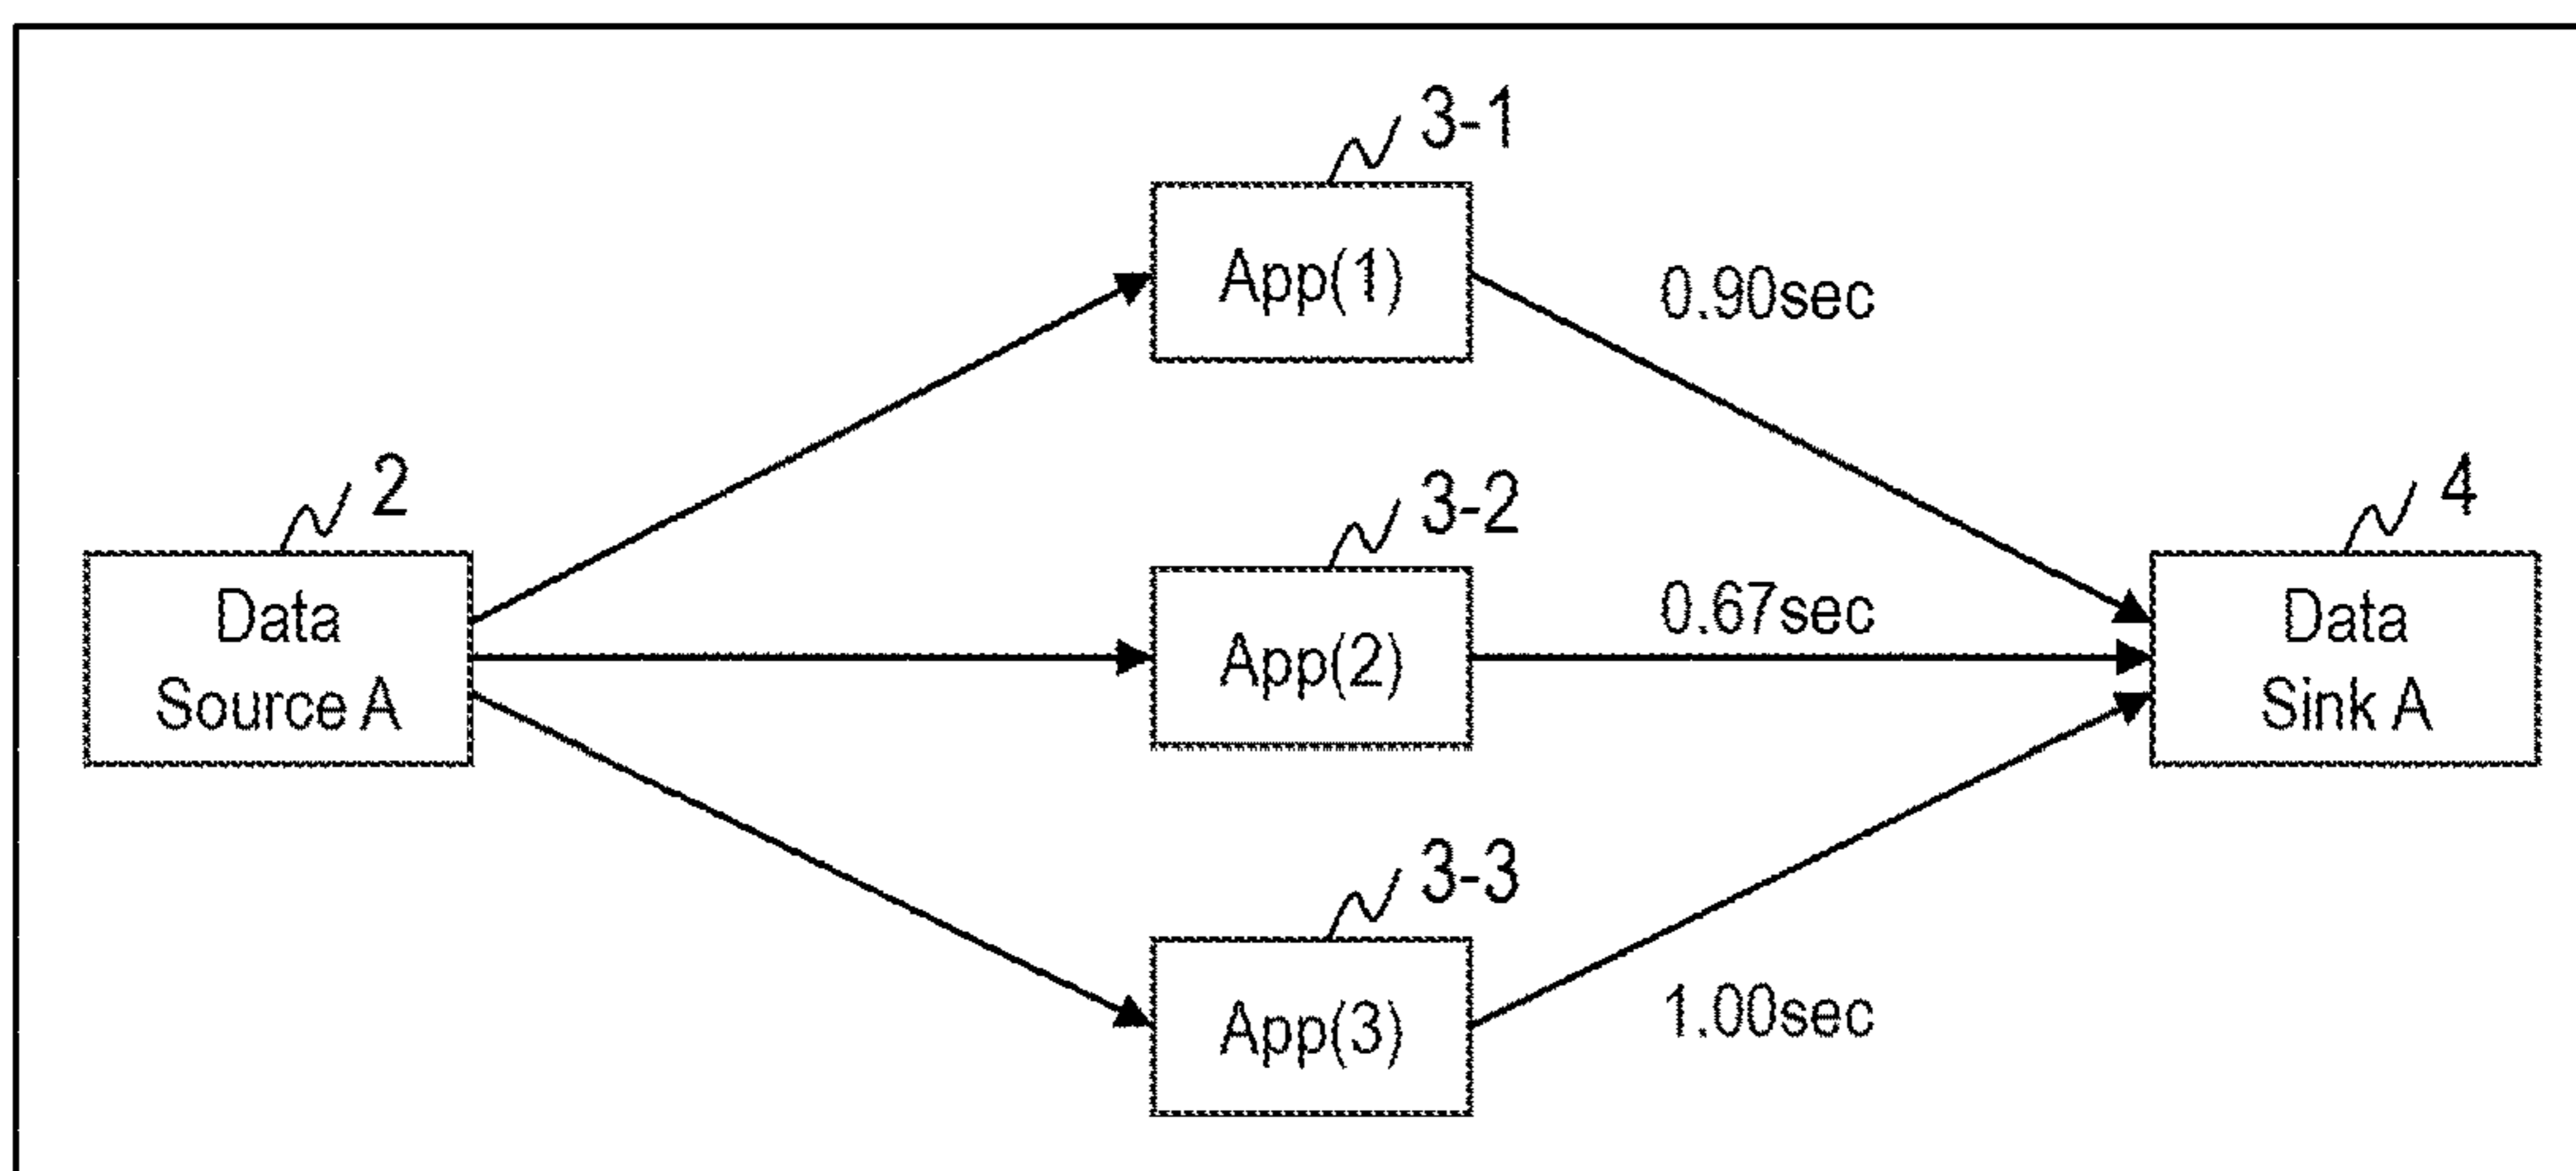 3-1
App(1)
0.90sec
2
3-2
4
Data
Source A
App(2)
0.67sec
Data
Sink A
3-3
App(3)
1.00sec